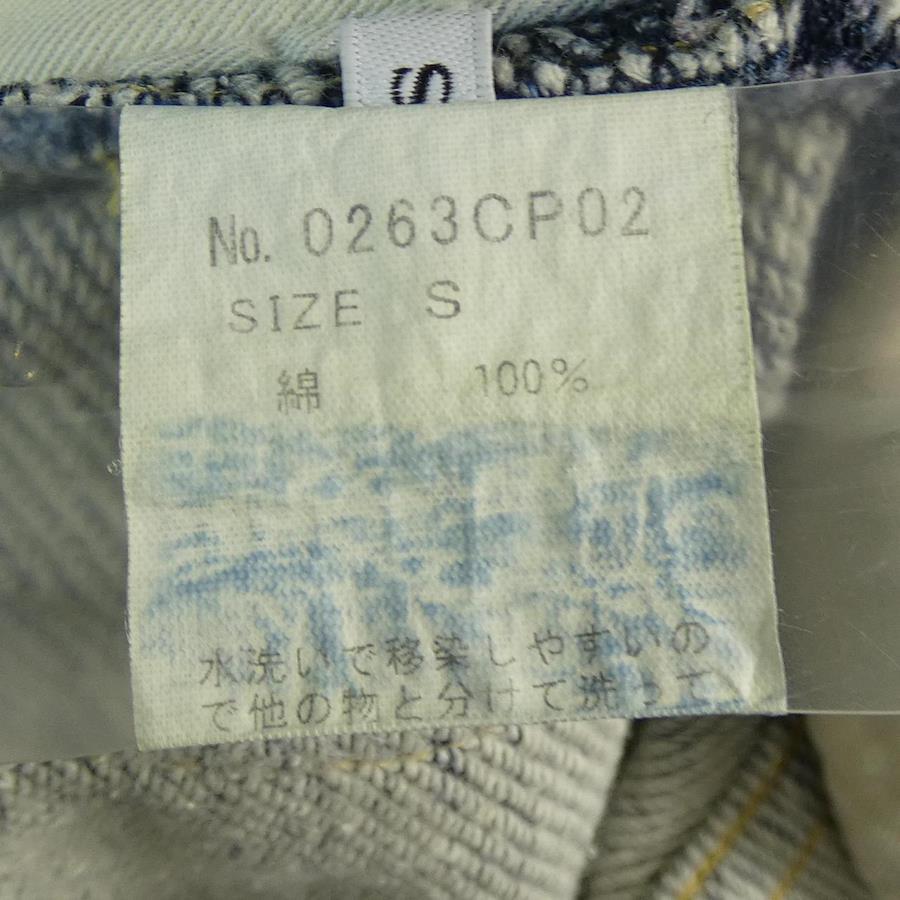 S
No. 0263CP02
SIZE S
綿 100%
水洗いで移染しやすいの
で他の物と分けて洗って